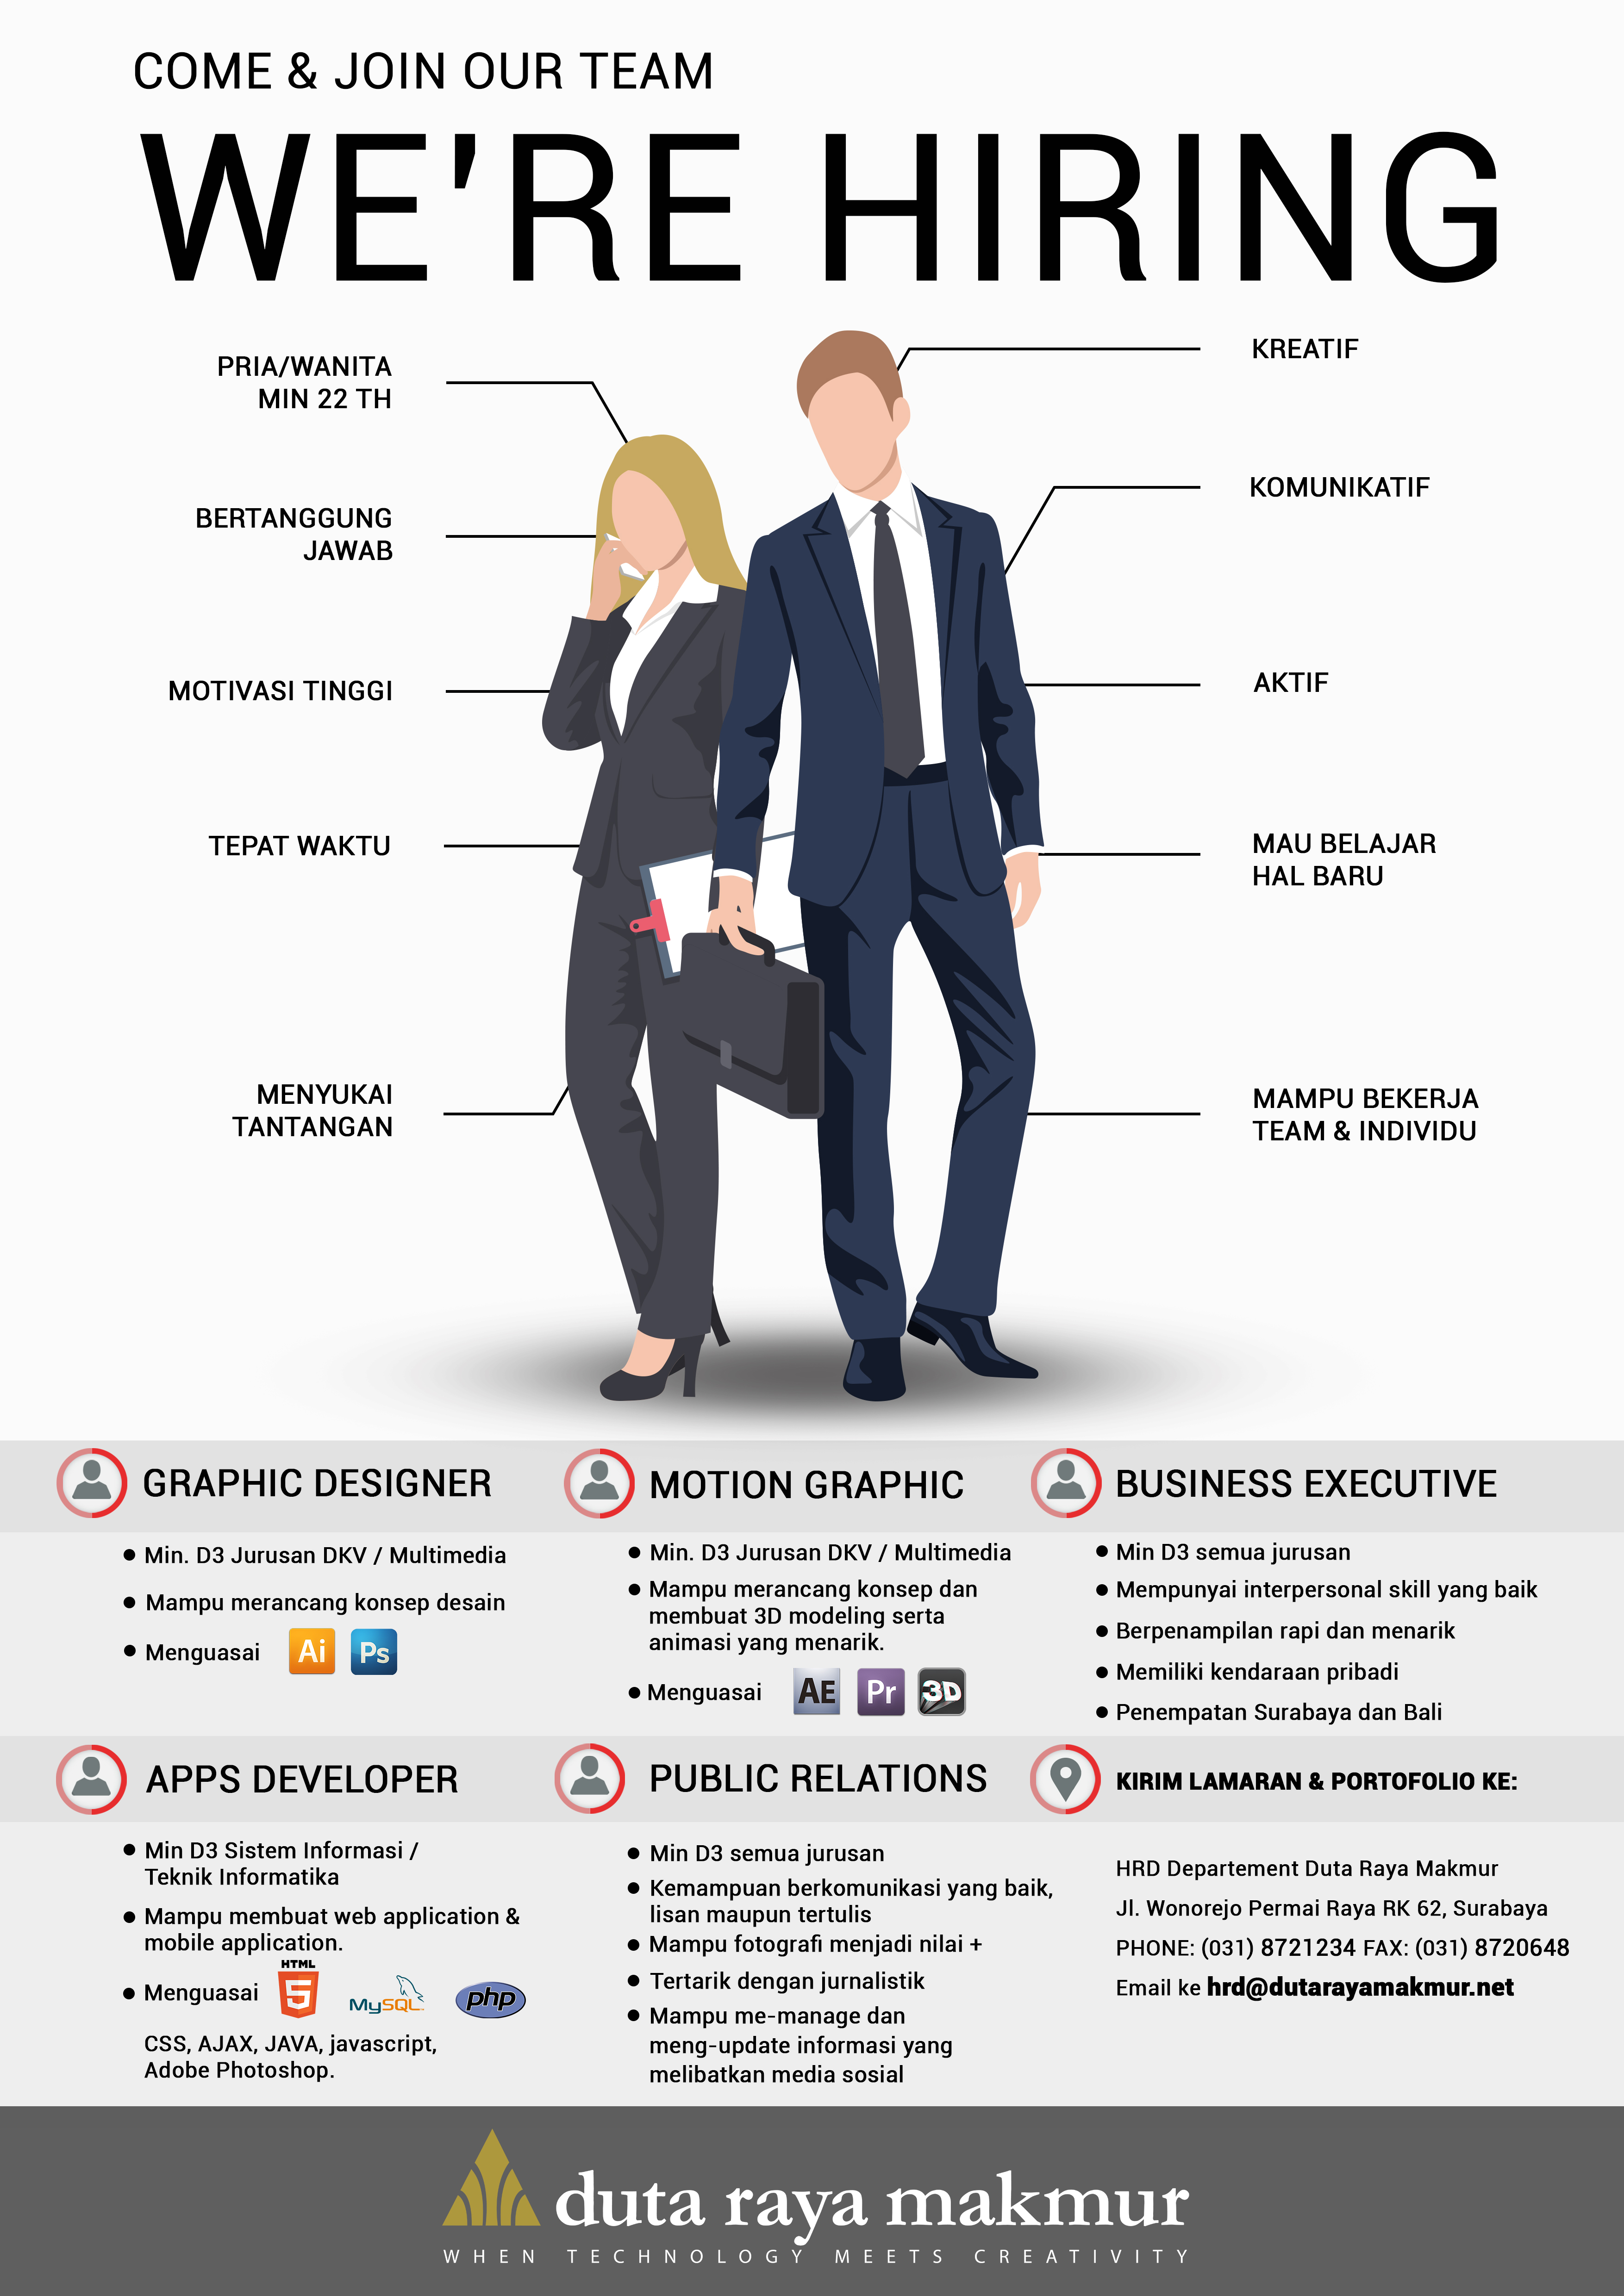 COME & JOIN OUR TEAM
WE'RE HIRING
PRIA/WANITA
MIN 22 TH
BERTANGGUNG
JAWAB
MOTIVASI TINGGI
TEPAT WAKTU
MENYUKAI
TANTANGAN
KREATIF
KOMUNIKATIF
AKTIF
MAU BELAJAR
HAL BARU
MAMPU BEKERJA
TEAM & INDIVIDU
GRAPHIC DESIGNER
• Min. D3 Jurusan DKV / Multimedia
• Mampu merancang konsep desain
• Menguasai Ai Ps
MOTION GRAPHIC
• Min. D3 Jurusan DKV / Multimedia
• Mampu merancang konsep dan
membuat 3D modeling serta
animasi yang menarik.
• Menguasai AE Pr 3D
BUSINESS EXECUTIVE
• Min D3 semua jurusan
• Mempunyai interpersonal skill yang baik
• Berpenampilan rapi dan menarik
• Memiliki kendaraan pribadi
• Penempatan Surabaya dan Bali
APPS DEVELOPER
• Min D3 Sistem Informasi /
Teknik Informatika
• Mampu membuat web application &
mobile application.
• Menguasai HTML 5 MySQL php
CSS, AJAX, JAVA, javascript,
Adobe Photoshop.
PUBLIC RELATIONS
• Min D3 semua jurusan
• Kemampuan berkomunikasi yang baik,
lisan maupun tertulis
• Mampu fotografi menjadi nilai +
• Tertarik dengan jurnalistik
• Mampu me-manage dan
meng-update informasi yang
melibatkan media sosial
KIRIM LAMARAN & PORTOFOLIO KE:
HRD Departement Duta Raya Makmur
Jl. Wonorejo Permai Raya RK 62, Surabaya
PHONE: (031) 8721234 FAX: (031) 8720648
Email ke hrd@dutarayamakmur.net
duta raya makmur
WHEN TECHNOLOGY MEETS CREATIVITY